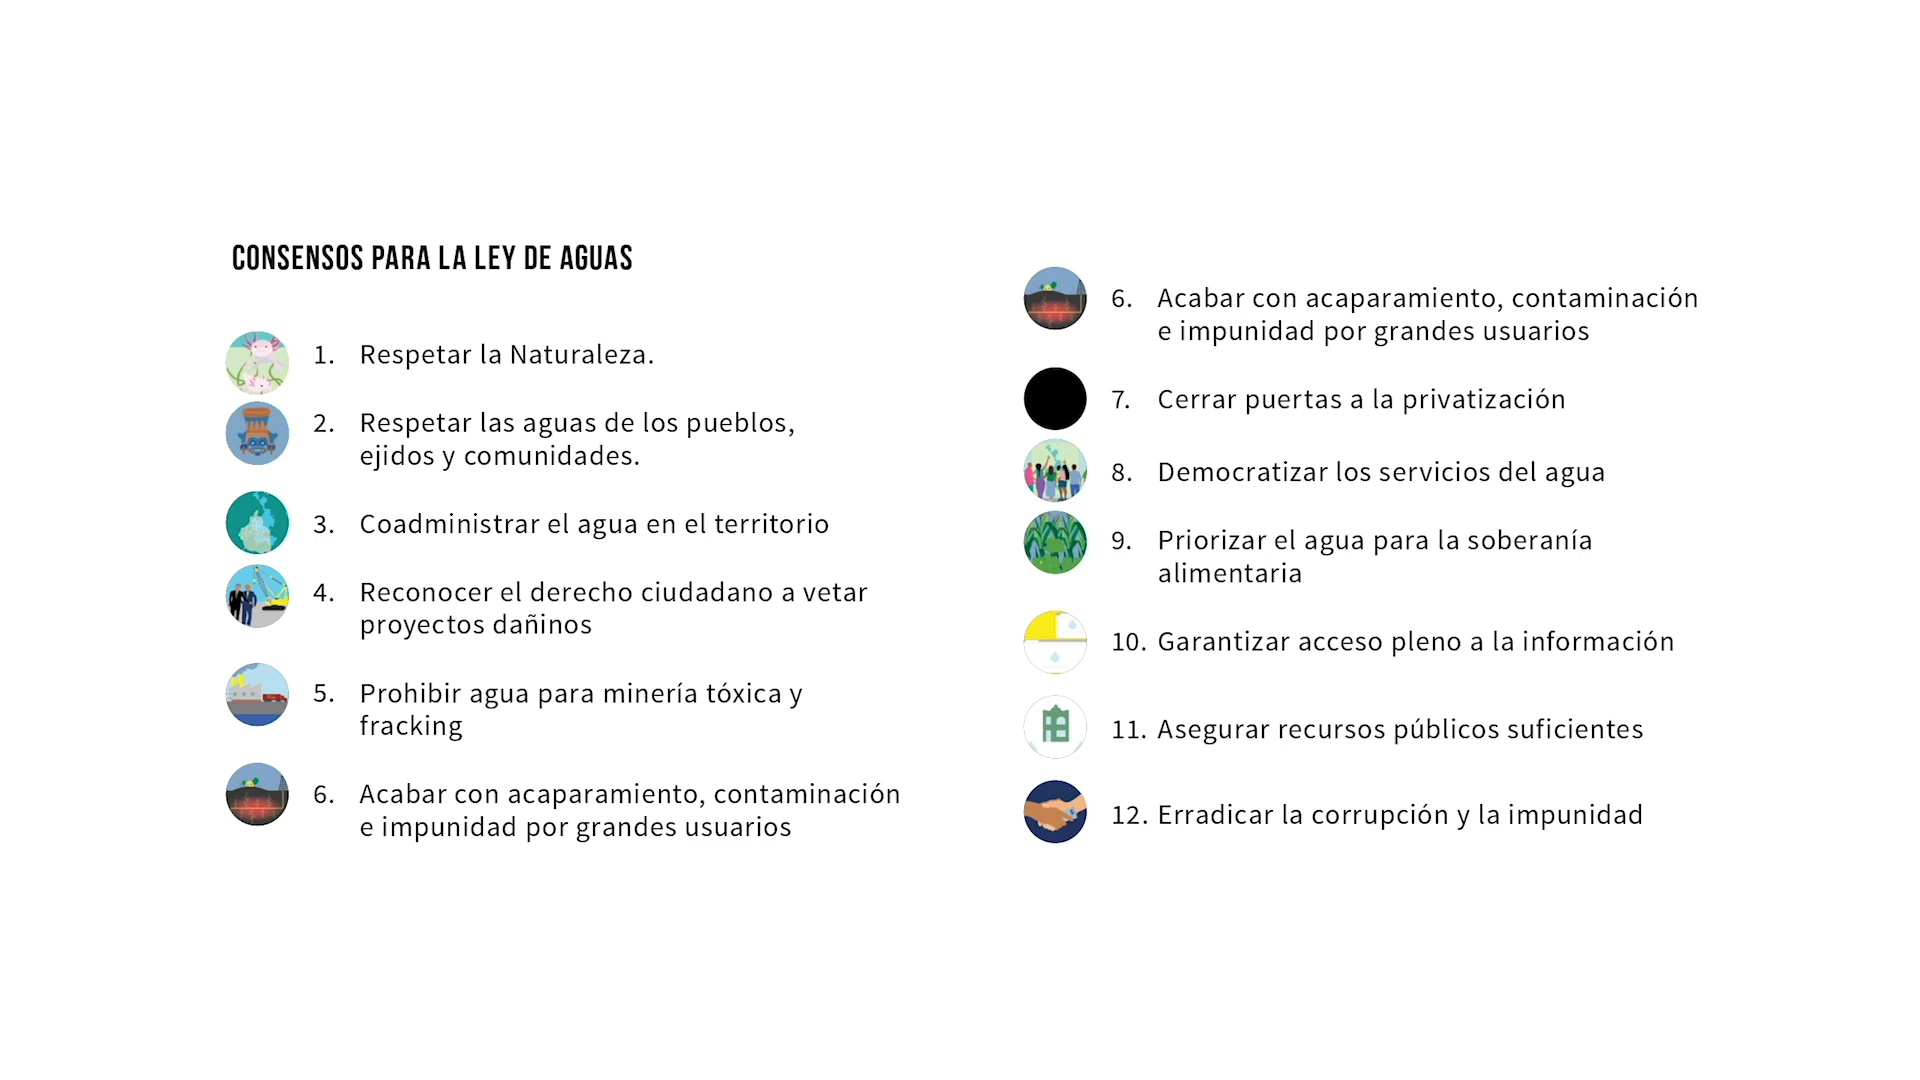 CONSENSOS PARA LA LEY DE AGUAS
1. Respetar la Naturaleza.
2. Respetar las aguas de los pueblos,
ejidos y comunidades.
3. Coadministrar el agua en el territorio
4. Reconocer el derecho ciudadano a vetar
proyectos dañinos
5. Prohibir agua para minería tóxica y
fracking
6. Acabar con acaparamiento, contaminación
e impunidad por grandes usuarios
6. Acabar con acaparamiento, contaminación
e impunidad por grandes usuarios
7. Cerrar puertas a la privatización
8. Democratizar los servicios del agua
9. Priorizar el agua para la soberanía
alimentaria
10. Garantizar acceso pleno a la información
11. Asegurar recursos públicos suficientes
12. Erradicar la corrupción y la impunidad